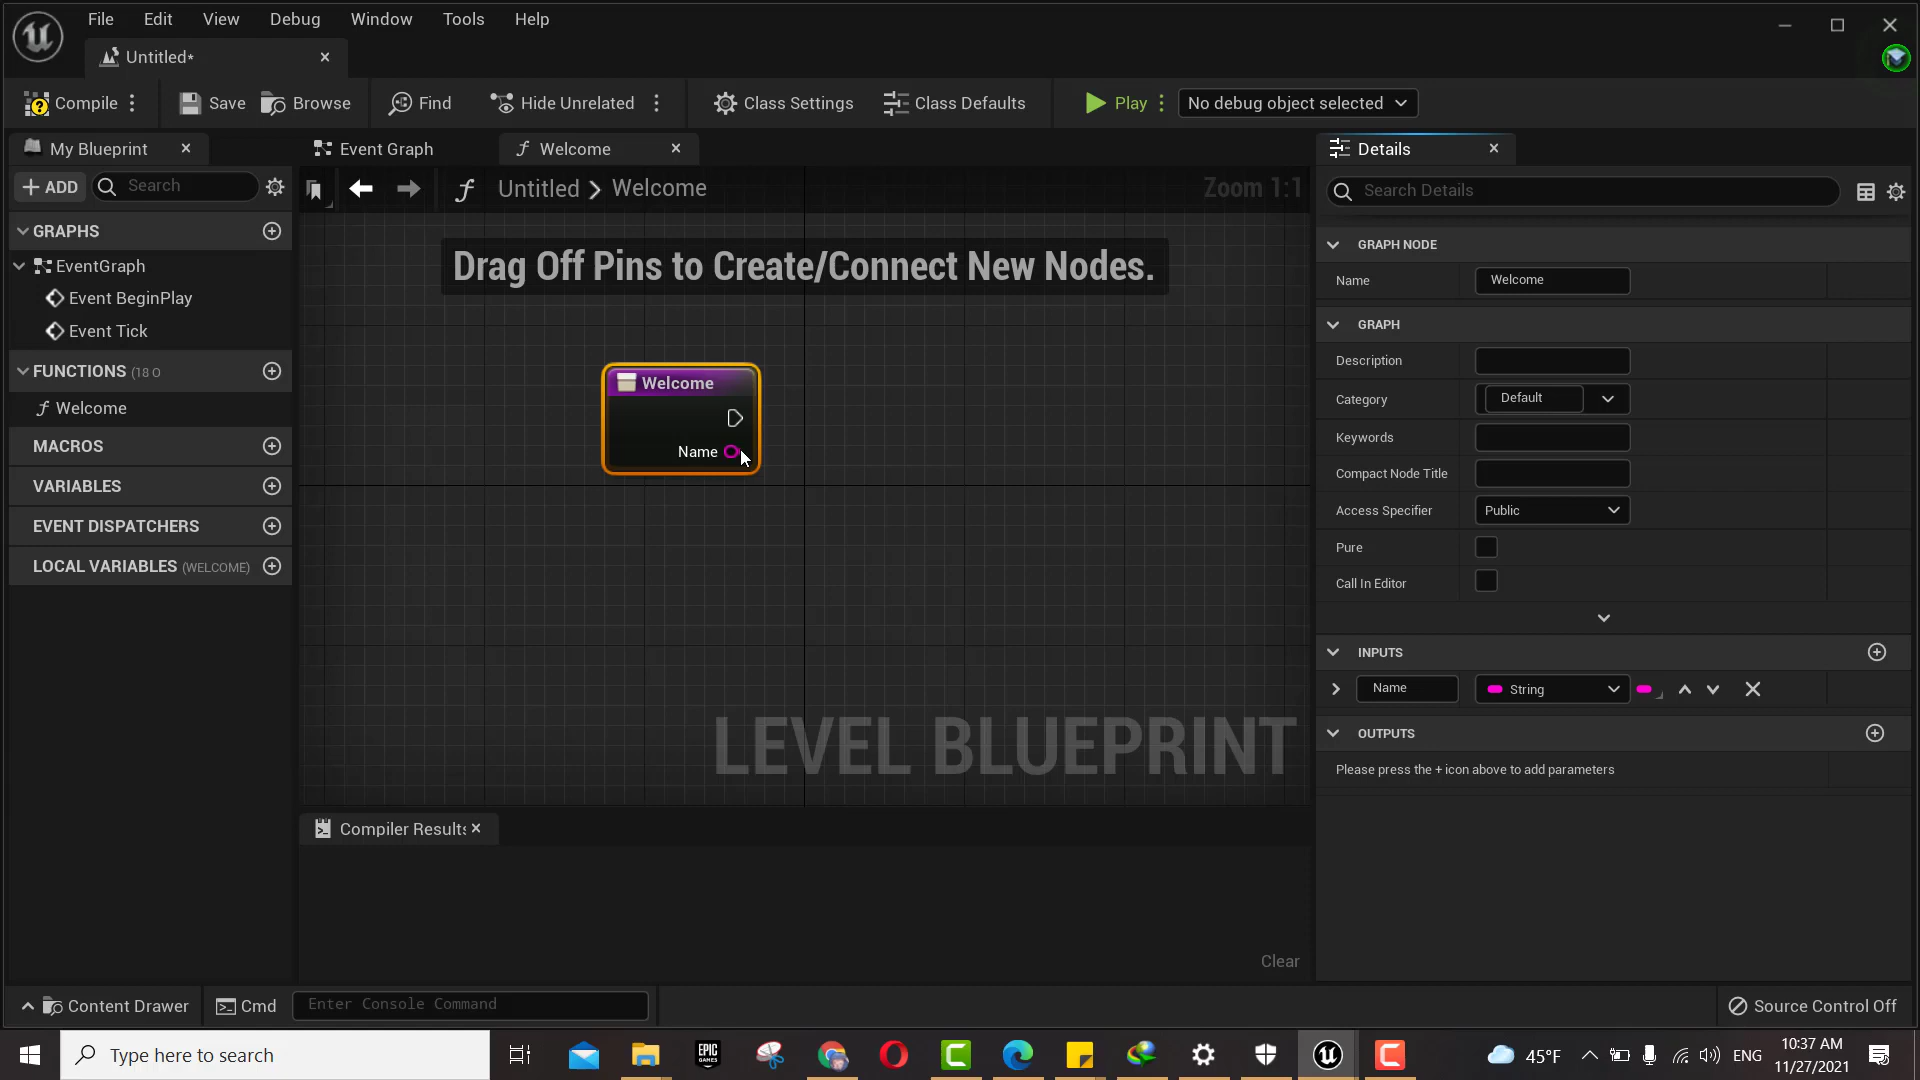 File Edit View Debug Window Tools Help
Untitled*
Compile Save Browse Find Hide Unrelated Class Settings Class Defaults Play No debug object selected
My Blueprint Event Graph Welcome Details
ADD Search Untitled Welcome Zoom 1:1 Search Details
GRAPHS
EventGraph
Event BeginPlay
Event Tick
FUNCTIONS (18 O
Welcome
MACROS
VARIABLES
EVENT DISPATCHERS
LOCAL VARIABLES (WELCOME)
Drag Off Pins to Create/Connect New Nodes.
Welcome
Name
LEVEL BLUEPRINT
Compiler Results
Clear
GRAPH NODE
Name Welcome
GRAPH
Description
Category Default
Keywords
Compact Node Title
Access Specifier Public
Pure
Call In Editor
INPUTS
Name String
OUTPUTS
Please press the + icon above to add parameters
Content Drawer Cmd Enter Console Command Source Control Off
Type here to search EPIC GAMES 45°F ENG 10:37 AM
11/27/2021